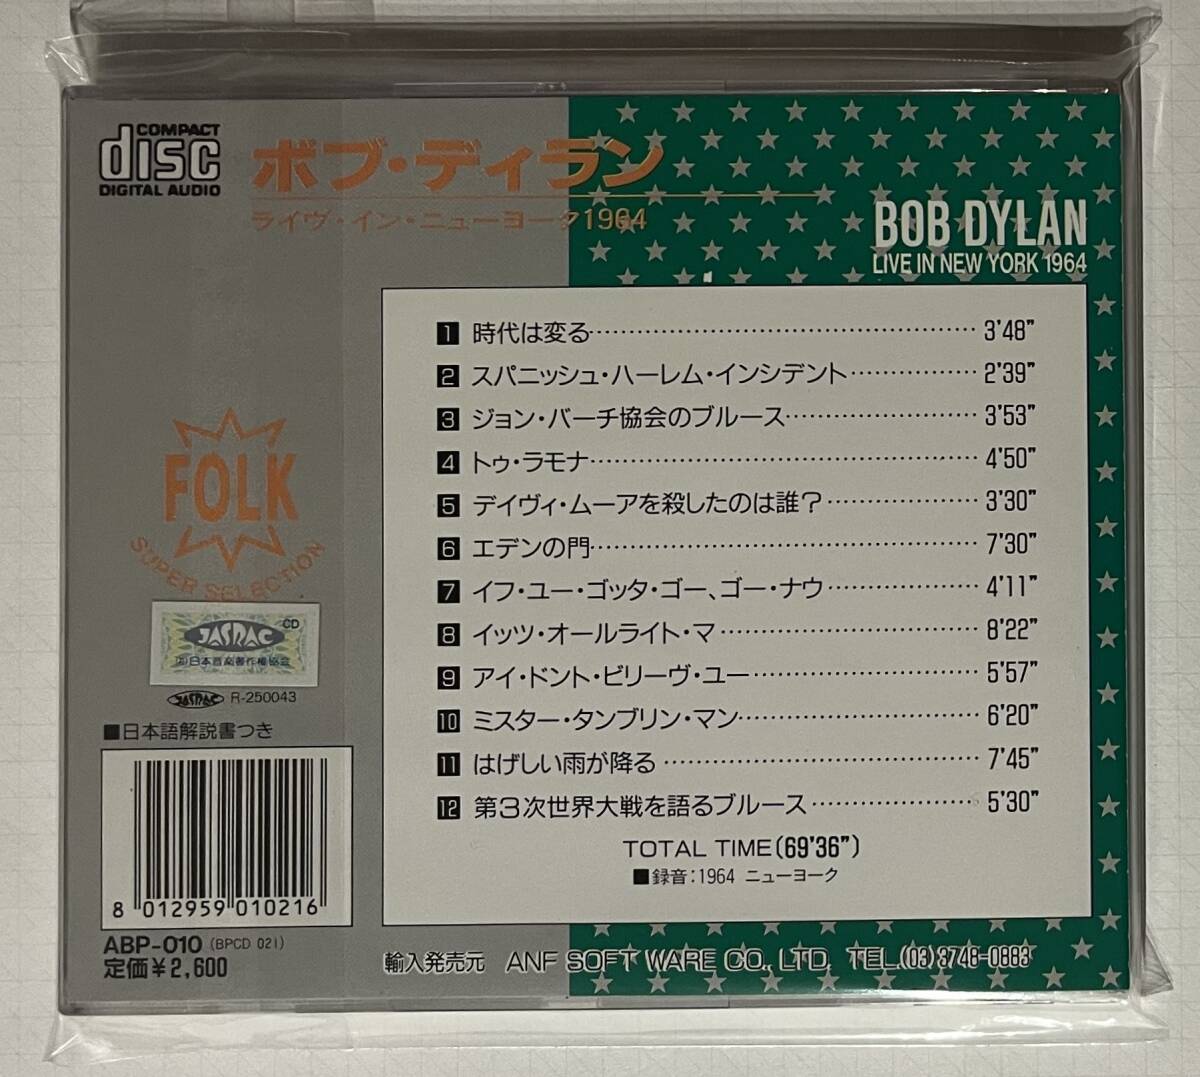 COMPACT
disc
DIGITAL AUDIO
ボブ・ディラン
ライヴ・イン・ニューヨーク1964
BOB DYLAN
LIVE IN NEW YORK 1964
1 時代は変る 3'48"
2 スパニッシュ・ハーレム・インシデント 2'39"
3 ジョン・バーチ協会のブルース 3'53"
4 トゥ・ラモナ 4'50"
5 デイヴィ・ムーアを殺したのは誰? 3'30"
6 エデンの門 7'30"
7 イフ・ユー・ゴッタ・ゴー、ゴー・ナウ 4'11"
8 イッツ・オールライト・マ 8'22"
9 アイ・ドント・ビリーヴ・ユー 5'57"
10 ミスター・タンブリン・マン 6'20"
11 はげしい雨が降る 7'45"
12 第3次世界大戦を語るブルース 5'30"
TOTAL TIME(69'36")
■録音:1964 ニューヨーク
FOLK
SUPER SELECTION
CD
JASRAC
(社)日本音楽著作権協会
JASRAC R-250043
■日本語解説書つき
8 012959 010216
ABP-010 (BPCD 021)
定価¥2,600
輸入発売元 ANF SOFT WARE CO., LTD. TEL.(03)3748-0883